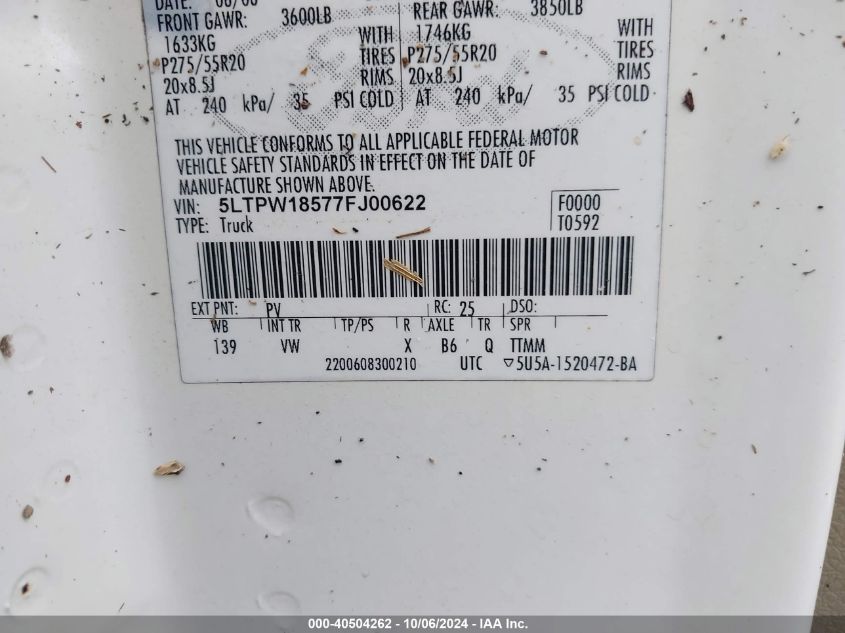 DATE: 08/06
FRONT GAWR: 3600LB REAR GAWR: 3850LB
1633KG WITH 1746KG WITH
P275/55R20 TIRES P275/55R20 TIRES
20x8.5J RIMS 20x8.5J RIMS
AT 240 kPa/ 35 PSI COLD AT 240 kPa/ 35 PSI COLD
THIS VEHICLE CONFORMS TO ALL APPLICABLE FEDERAL MOTOR
VEHICLE SAFETY STANDARDS IN EFFECT ON THE DATE OF
MANUFACTURE SHOWN ABOVE.
VIN: 5LTPW18577FJ00622 F0000
TYPE: Truck T0592
EXT PNT: PV RC: 25 DSO:
WB INT TR TP/PS R AXLE TR SPR
139 VW X B6 Q TTMM
2200608300210 UTC ▽5U5A-1520472-BA
000-40504262 - 10/06/2024 - IAA Inc.